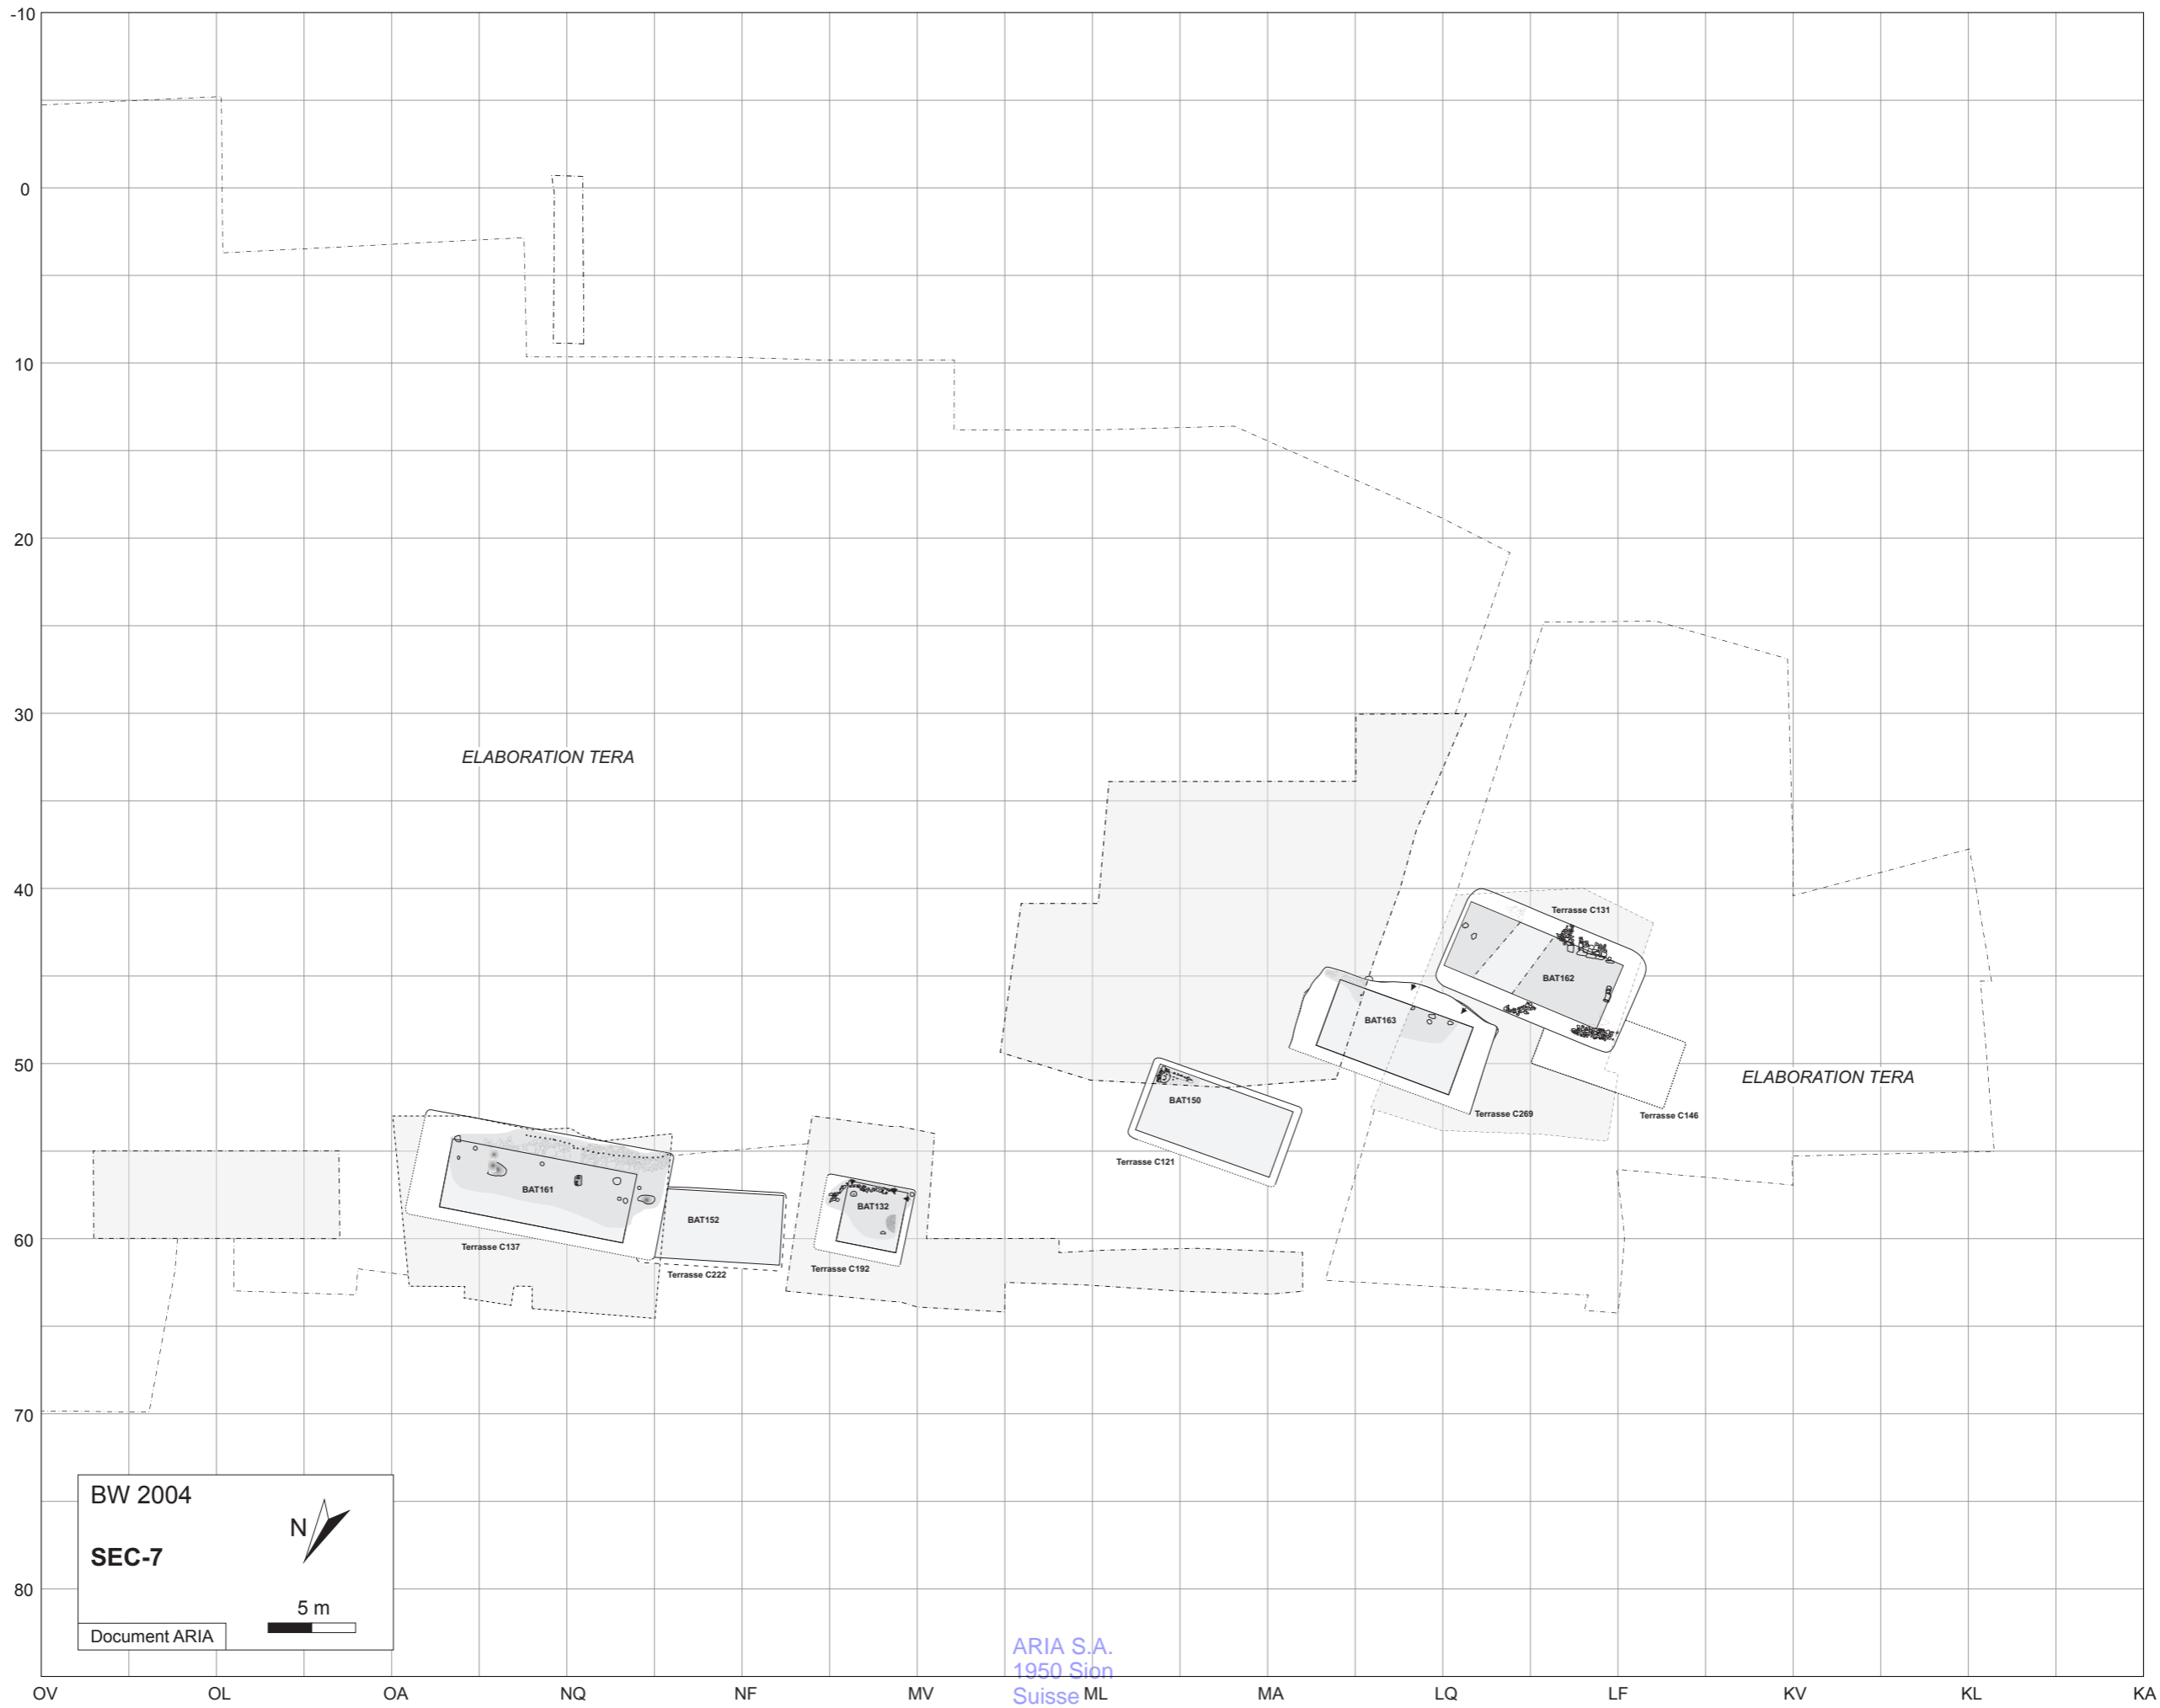 -10
0
10
20
30
ELABORATION TERA
40
Terrasse C131
BAT162
BAT163
50
ELABORATION TERA
BAT150
Terrasse C269
Terrasse C146
Terrasse C121
BAT161
BAT132
BAT152
60
Terrasse C137
Terrasse C192
Terrasse C222
70
BW 2004
N
SEC-7
80
5 m
Document ARIA
ARIA S.A.
1950 Sion
Suisse
OV OL OA NQ NF MV ML MA LQ LF KV KL KA